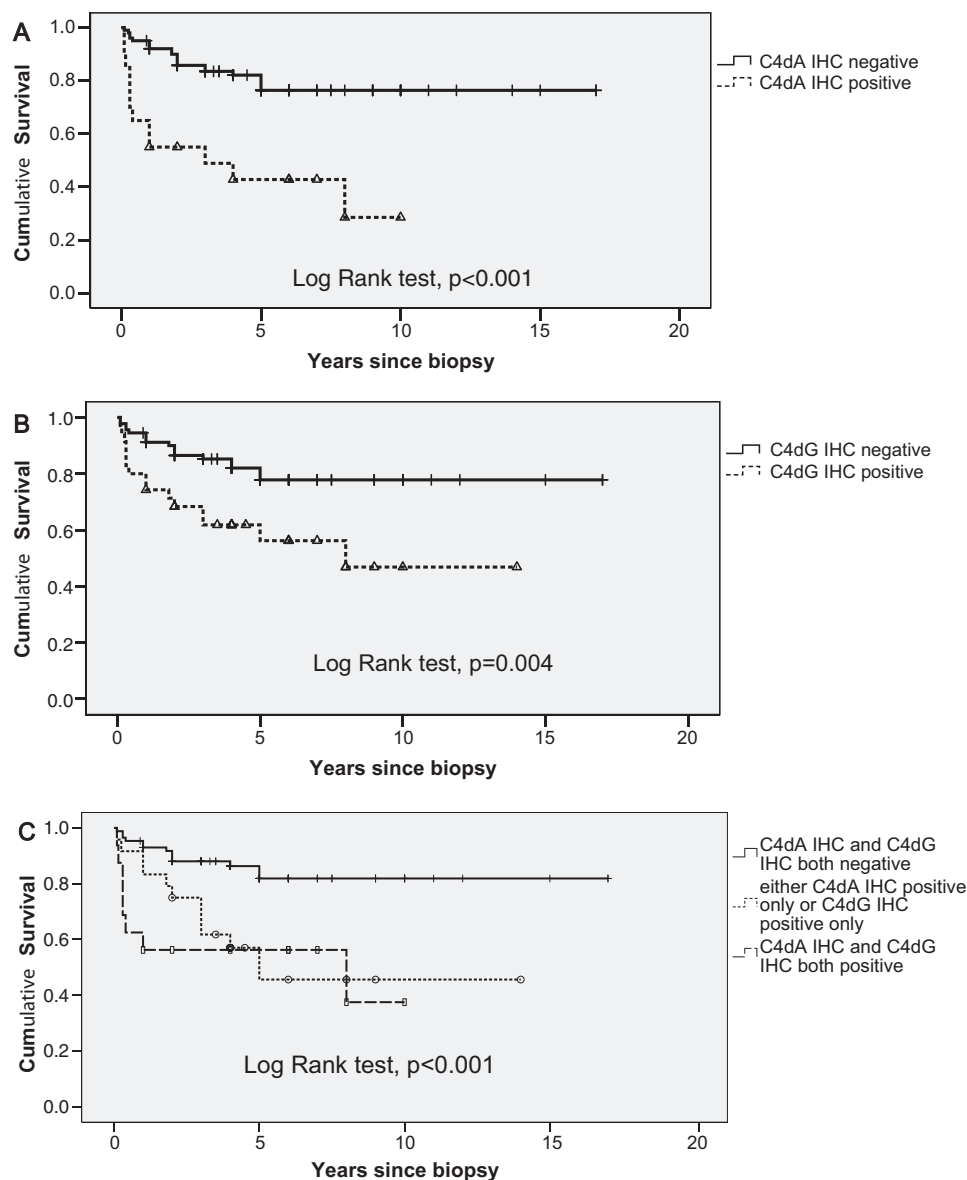 A
1.0
0.8
0.6
0.4
0.2
0.0
Cumulative Survival
Log Rank test, p<0.001
0 5 10 15 20
Years since biopsy
C4dA IHC negative
C4dA IHC positive
B
1.0
0.8
0.6
0.4
0.2
0.0
Cumulative Survival
Log Rank test, p=0.004
0 5 10 15 20
Years since biopsy
C4dG IHC negative
C4dG IHC positive
C
1.0
0.8
0.6
0.4
0.2
0.0
Cumulative Survival
Log Rank test, p<0.001
0 5 10 15 20
Years since biopsy
C4dA IHC and C4dG
IHC both negative
either C4dA IHC positive
only or C4dG IHC
positive only
C4dA IHC and C4dG
IHC both positive